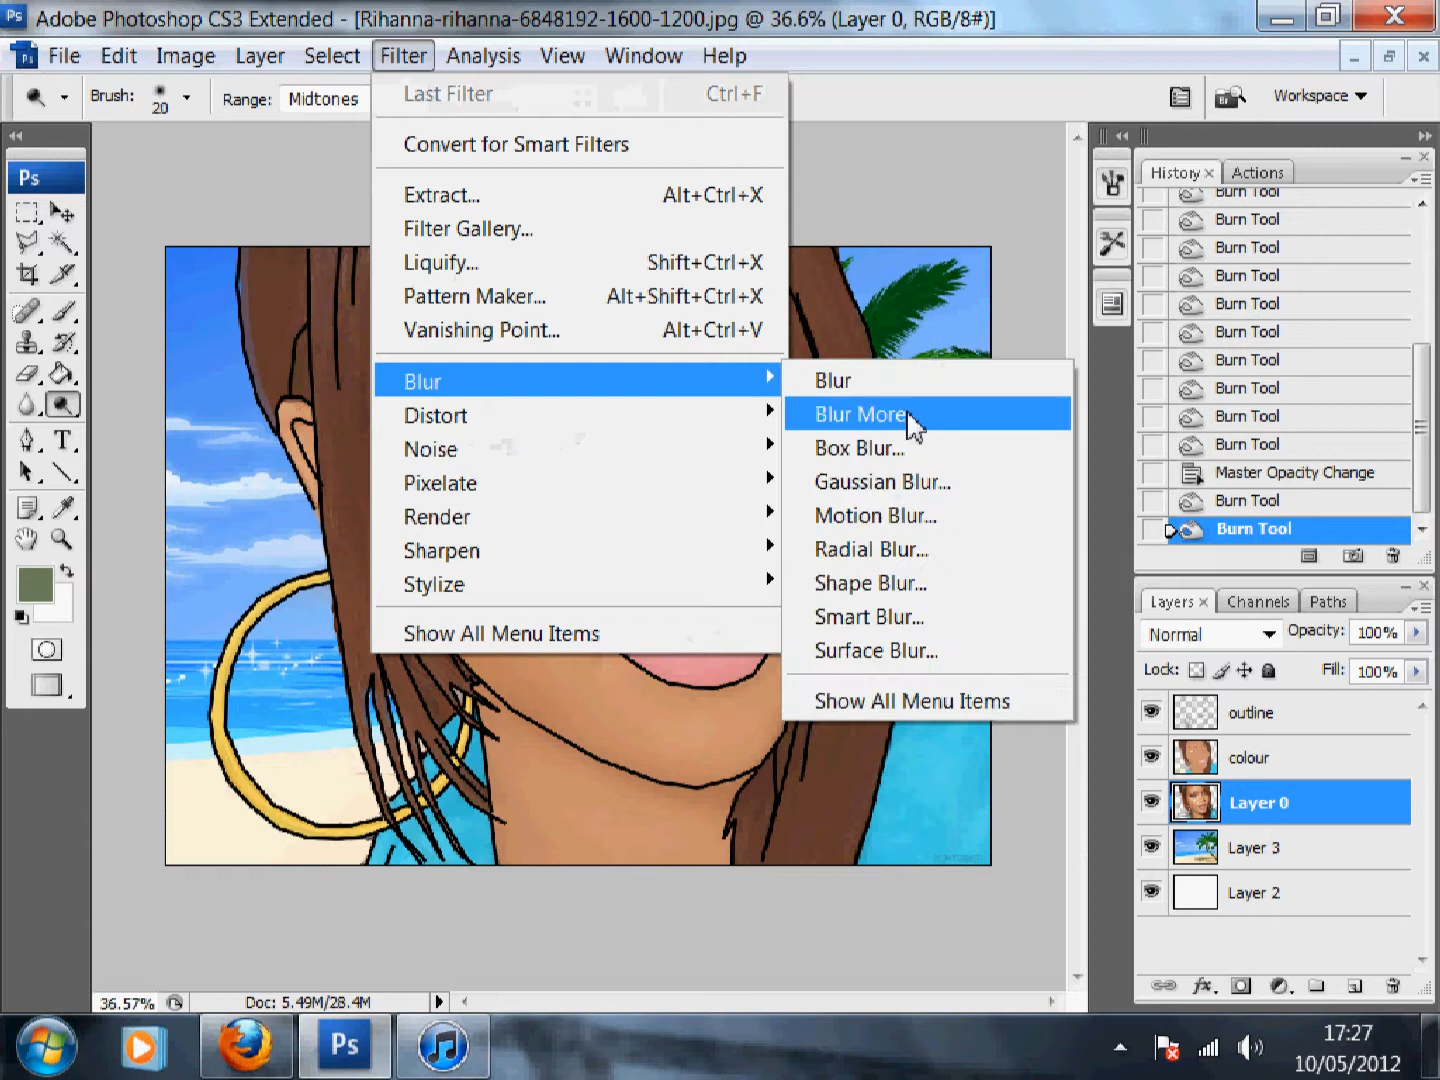 Ps Adobe Photoshop CS3 Extended - [Rihanna-rihanna-6848192-1600-1200.jpg @ 36.6% (Layer 0, RGB/8#)]
Ps File Edit Image Layer Select Filter Analysis View Window Help
Brush: 20 Range: Midtones Workspace
Last Filter Ctrl+F
Convert for Smart Filters
Extract... Alt+Ctrl+X
Filter Gallery...
Liquify... Shift+Ctrl+X
Pattern Maker... Alt+Shift+Ctrl+X
Vanishing Point... Alt+Ctrl+V
Blur
Distort
Noise
Pixelate
Render
Sharpen
Stylize
Show All Menu Items
Blur
Blur More
Box Blur...
Gaussian Blur...
Motion Blur...
Radial Blur...
Shape Blur...
Smart Blur...
Surface Blur...
Show All Menu Items
Ps
T
History Actions
Burn Tool
Burn Tool
Burn Tool
Burn Tool
Burn Tool
Burn Tool
Burn Tool
Burn Tool
Burn Tool
Burn Tool
Master Opacity Change
Burn Tool
Burn Tool
Layers Channels Paths
Normal Opacity: 100%
Lock: Fill: 100%
outline
colour
Layer 0
Layer 3
Layer 2
fx
36.57% Doc: 5.49M/28.4M
Ps
17:27
10/05/2012